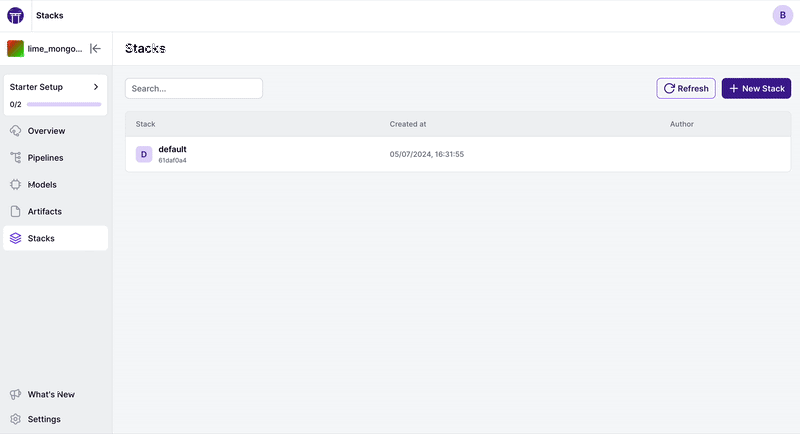 Stacks
B
lime_mongo...
Stacks
Starter Setup
0/2
Overview
Pipelines
Models
Artifacts
Stacks
What's New
Settings
Search...
Refresh
New Stack
Stack Created at Author
D
default 05/07/2024, 16:31:55
61daf0a4